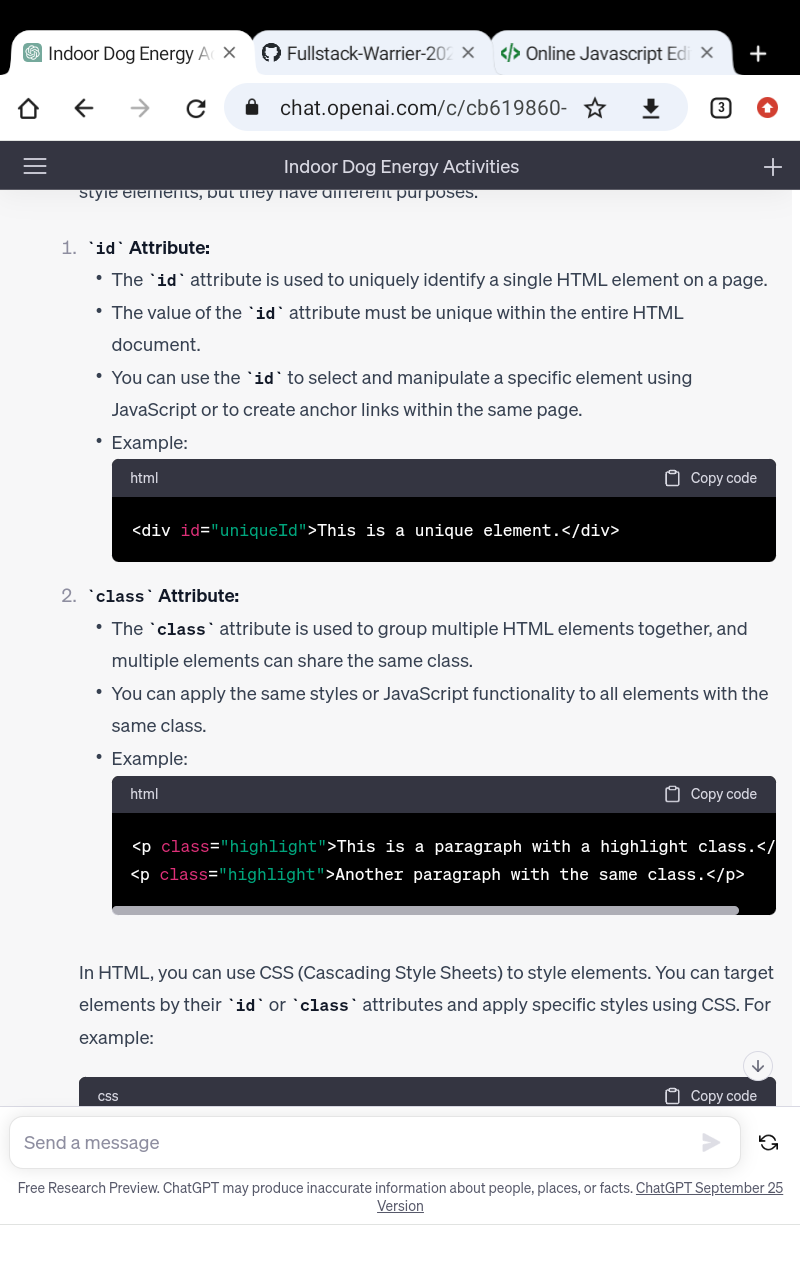 Indoor Dog Energy A
Fullstack-Warrier-202
Online Javascript Edi
chat.openai.com/c/cb619860-
3
Indoor Dog Energy Activities
style elements, but they have different purposes.
1. `id` Attribute:
• The `id` attribute is used to uniquely identify a single HTML element on a page.
• The value of the `id` attribute must be unique within the entire HTML
document.
• You can use the `id` to select and manipulate a specific element using
JavaScript or to create anchor links within the same page.
• Example:
html
Copy code
<div id="uniqueId">This is a unique element.</div>
2. `class` Attribute:
• The `class` attribute is used to group multiple HTML elements together, and
multiple elements can share the same class.
• You can apply the same styles or JavaScript functionality to all elements with the
same class.
• Example:
html
Copy code
<p class="highlight">This is a paragraph with a highlight class.</
<p class="highlight">Another paragraph with the same class.</p>
In HTML, you can use CSS (Cascading Style Sheets) to style elements. You can target
elements by their `id` or `class` attributes and apply specific styles using CSS. For
example:
css
Copy code
Send a message
Free Research Preview. ChatGPT may produce inaccurate information about people, places, or facts. ChatGPT September 25
Version